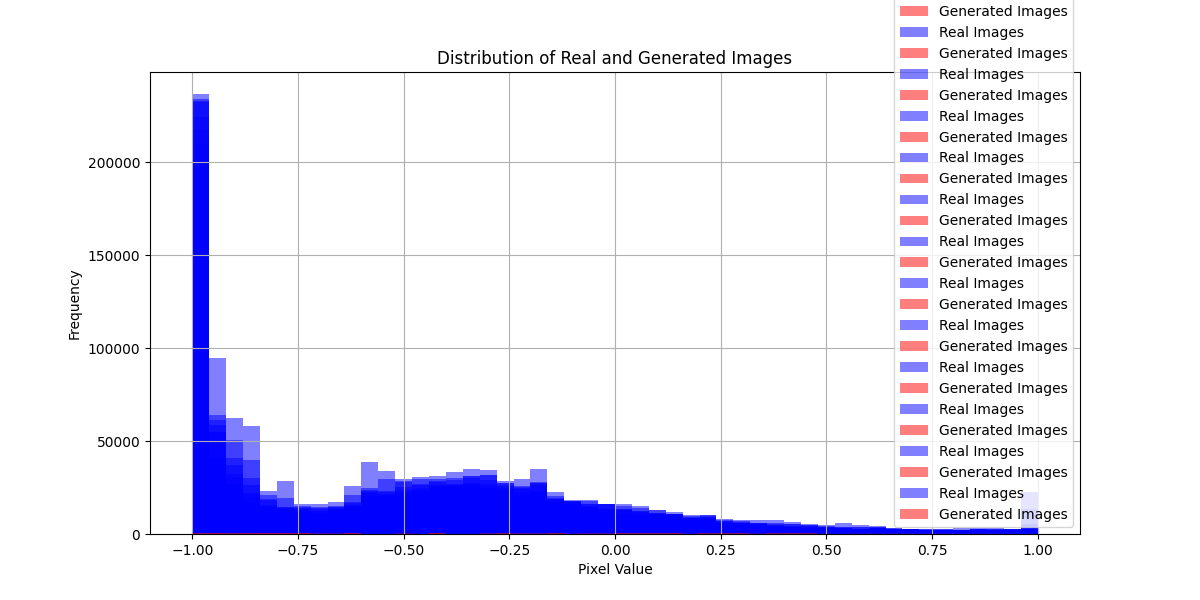 Generated Images
Real Images
Generated Images
Distribution of Real and Generated Images
Real Images
Generated Images
Real Images
Generated Images
Real Images
Generated Images
Real Images
Generated Images
Real Images
Generated Images
Real Images
Generated Images
Real Images
Generated Images
Real Images
Generated Images
Real Images
Generated Images
Real Images
Generated Images
Real Images
Generated Images
200000
150000
100000
50000
0
Frequency
−1.00 −0.75 −0.50 −0.25 0.00 0.25 0.50 0.75 1.00
Pixel Value